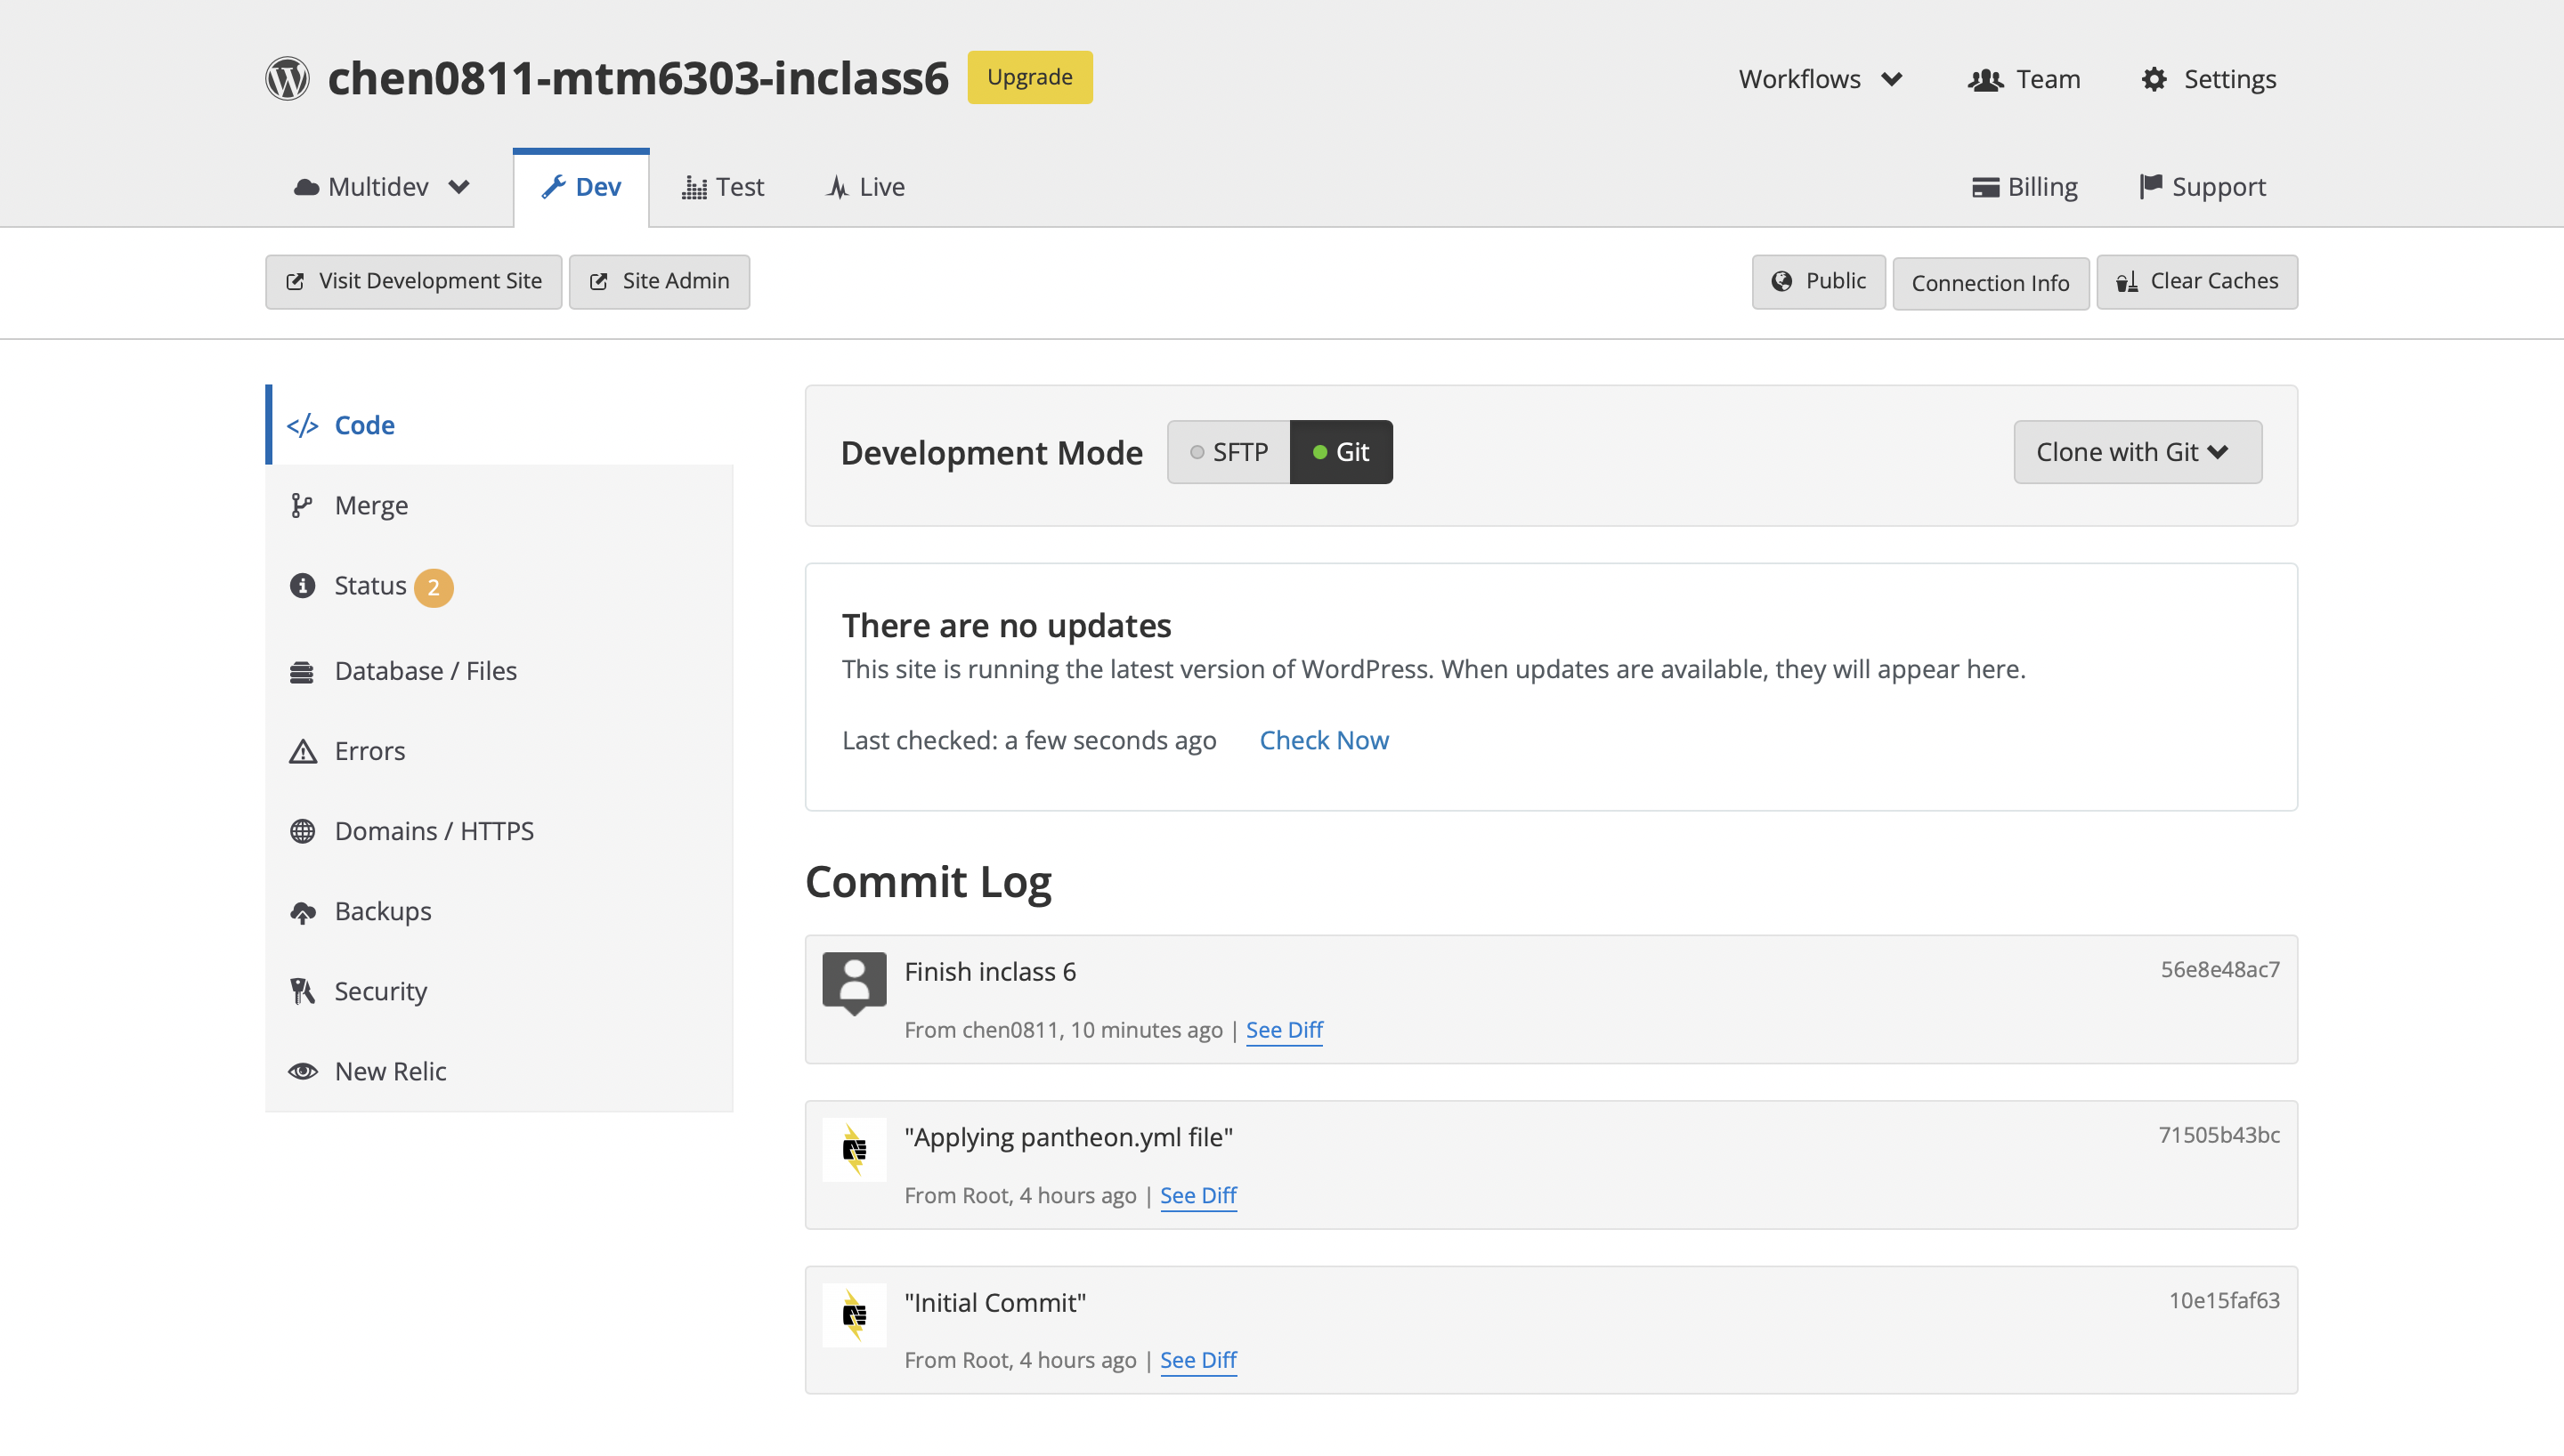 chen0811-mtm6303-inclass6 Upgrade Workflows Team Settings
Multidev Dev Test Live Billing Support
Visit Development Site Site Admin Public Connection Info Clear Caches
Code
Merge
Status 2
Database / Files
Errors
Domains / HTTPS
Backups
Security
New Relic
Development Mode SFTP Git Clone with Git
There are no updates
This site is running the latest version of WordPress. When updates are available, they will appear here.
Last checked: a few seconds ago Check Now
Commit Log
Finish inclass 6 56e8e48ac7
From chen0811, 10 minutes ago | See Diff
"Applying pantheon.yml file" 71505b43bc
From Root, 4 hours ago | See Diff
"Initial Commit" 10e15faf63
From Root, 4 hours ago | See Diff